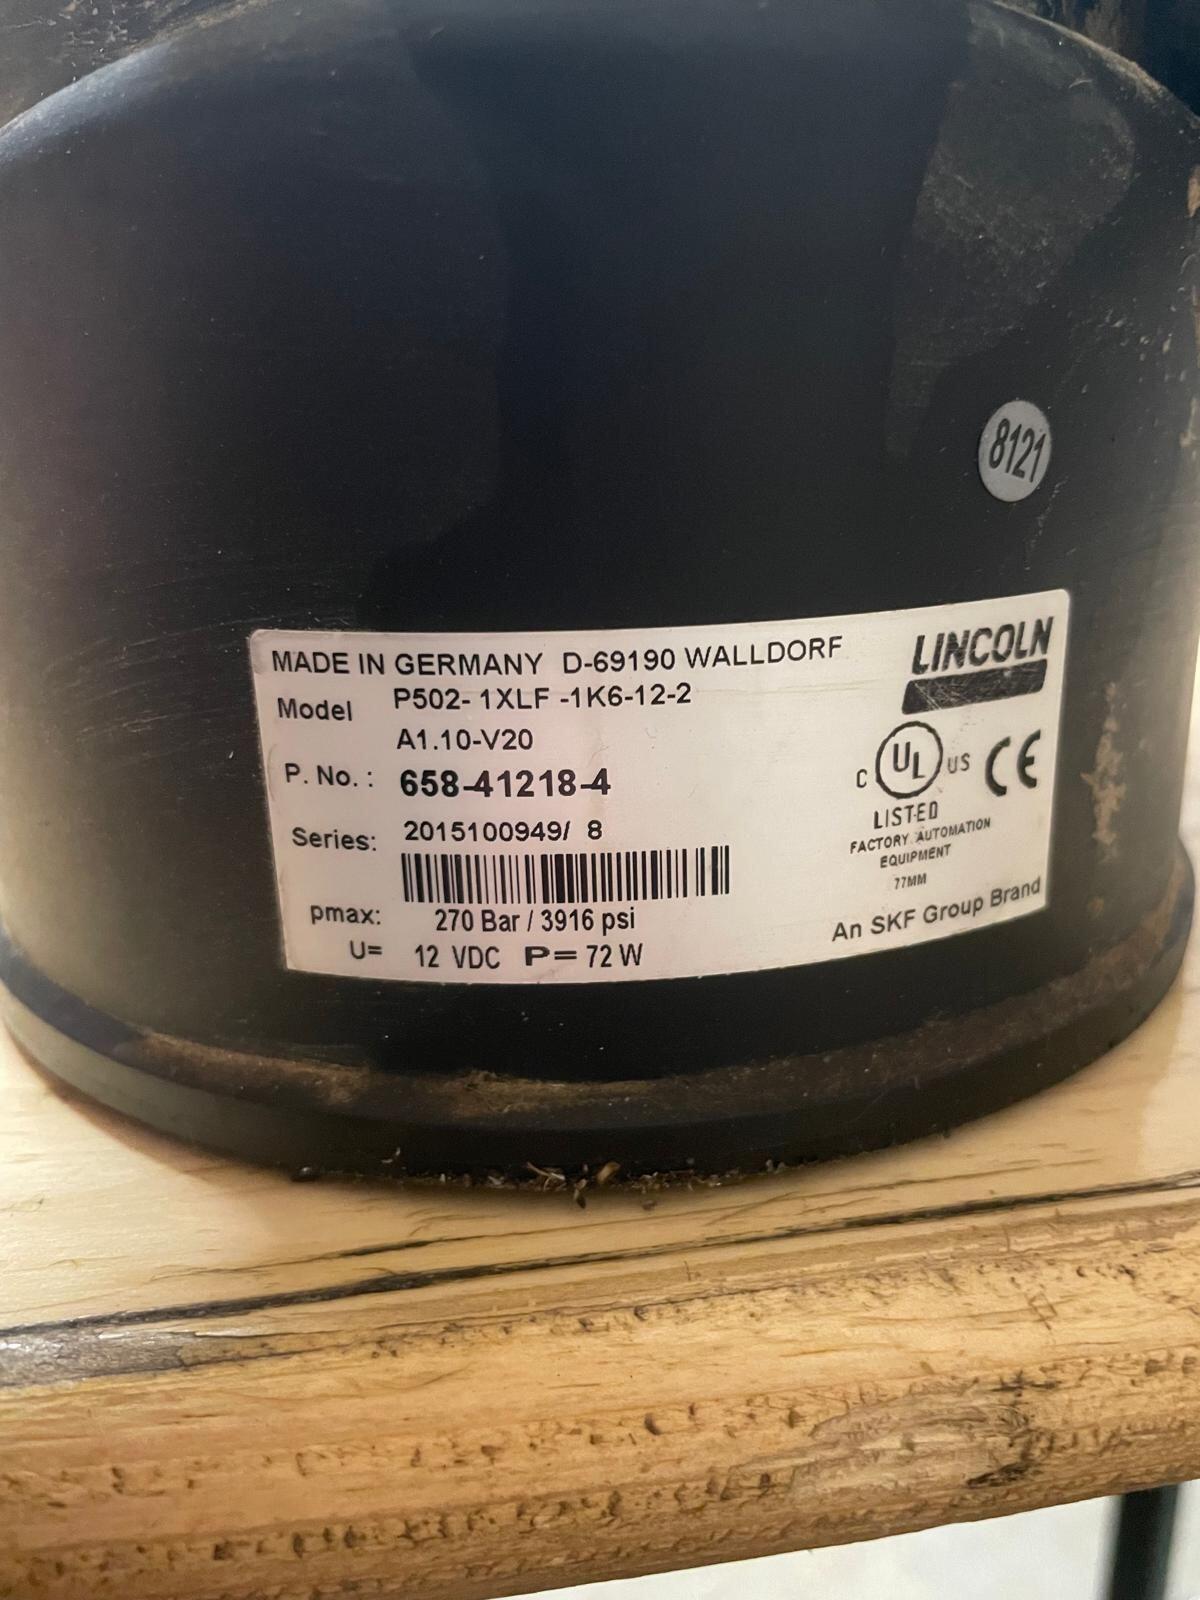 8121
MADE IN GERMANY D-69190 WALLDORF
LINCOLN
Model P502- 1XLF -1K6-12-2
A1.10-V20
P. No. : 658-41218-4
Series: 2015100949/ 8
pmax: 270 Bar / 3916 psi
U= 12 VDC P= 72 W
C UL US CE
LISTED
FACTORY AUTOMATION
EQUIPMENT
77MM
An SKF Group Brand